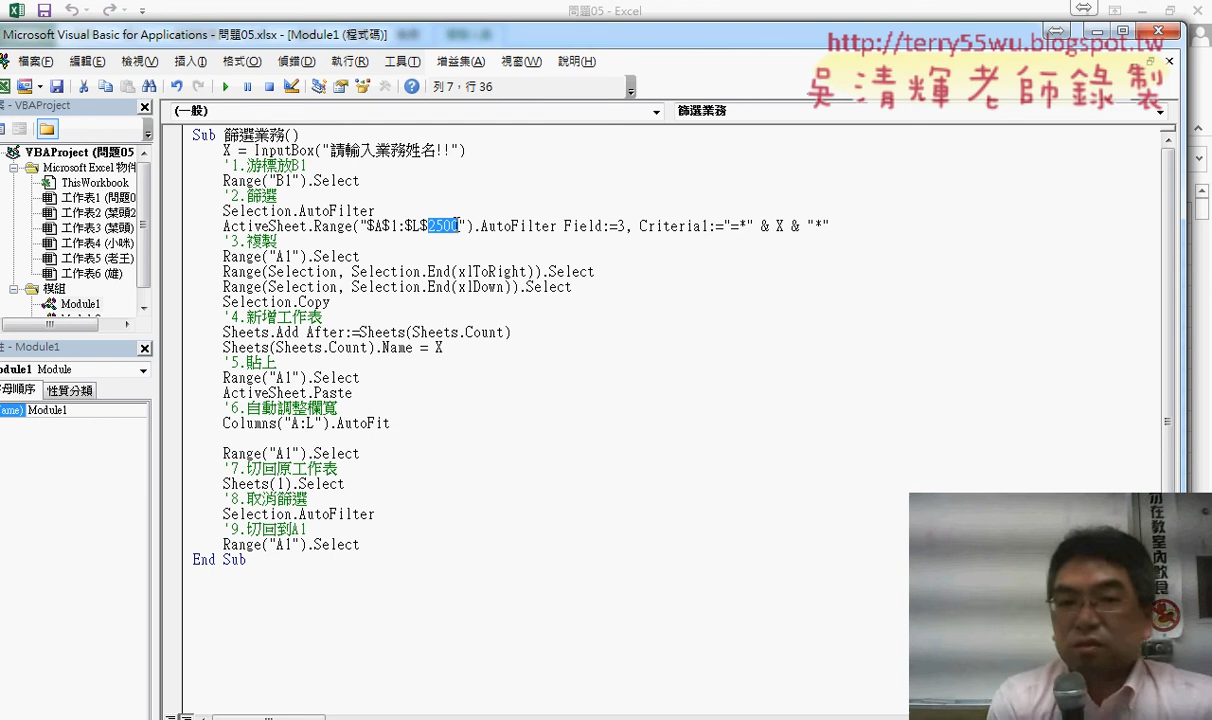 問題05 - Excel
Microsoft Visual Basic for Applications - 問題05.xlsx - [Module1 (程式碼)]
http://terry55wu.blogspot.tw
吳清輝老師錄製
檔案(F) 編輯(E) 檢視(V) 插入(I) 格式(O) 偵錯(D) 執行(R) 工具(T) 增益集(A) 視窗(W) 說明(H)
列 7，行 36
- VBAProject
(一般)
篩選業務
VBAProject (問題05
Microsoft Excel 物件
ThisWorkbook
工作表1 (問題0
工作表2 (菜頭2
工作表3 (菜頭)
工作表4 (小咪)
工作表5 (老王)
工作表6 (雄)
模組
Module1
- Module1
odule1 Module
母順序 性質分類
ame) Module1
Sub 篩選業務()
X = InputBox("請輸入業務姓名!!")
'1.游標放B1
Range("B1").Select
'2.篩選
Selection.AutoFilter
ActiveSheet.Range("$A$1:$L$2500").AutoFilter Field:=3, Criteria1:="=*" & X & "*"
'3.複製
Range("A1").Select
Range(Selection, Selection.End(xlToRight)).Select
Range(Selection, Selection.End(xlDown)).Select
Selection.Copy
'4.新增工作表
Sheets.Add After:=Sheets(Sheets.Count)
Sheets(Sheets.Count).Name = X
'5.貼上
Range("A1").Select
ActiveSheet.Paste
'6.自動調整欄寬
Columns("A:L").AutoFit
Range("A1").Select
'7.切回原工作表
Sheets(1).Select
'8.取消篩選
Selection.AutoFilter
'9.切回到A1
Range("A1").Select
End Sub
勿在教室內飲食